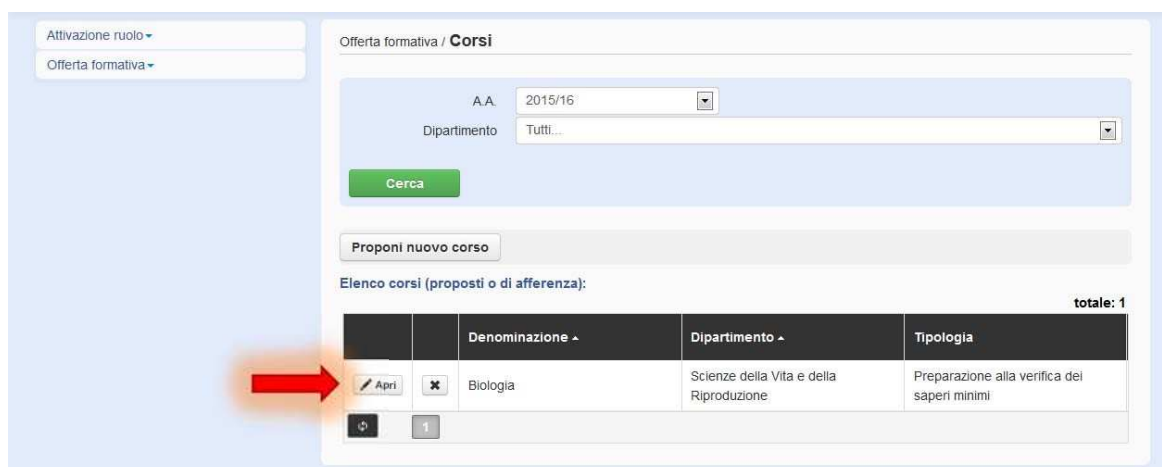 Attivazione ruolo
Offerta formativa
Offerta formativa / Corsi
A.A. 2015/16
Dipartimento Tutti...
Cerca
Proponi nuovo corso
Elenco corsi (proposti o di afferenza):
totale: 1
Denominazione Dipartimento Tipologia
Apri Biologia Scienze della Vita e della Preparazione alla verifica dei
Riproduzione saperi minimi
1